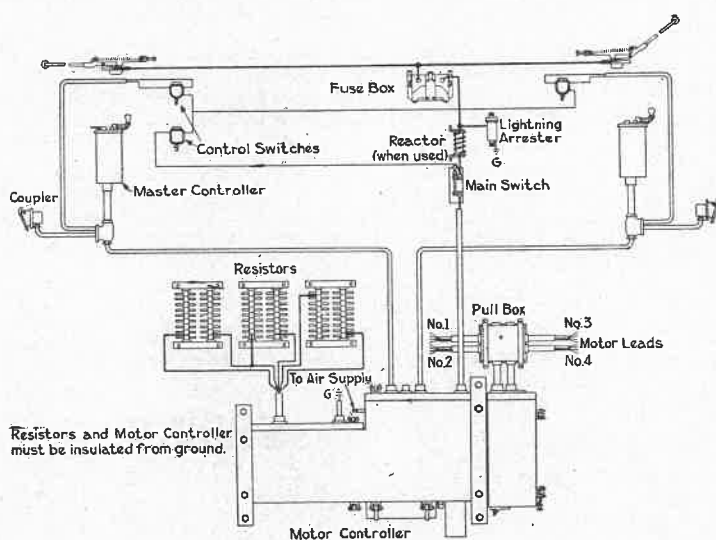 Fuse Box
Control Switches
Reactor
(when used)
Lightning
Arrester
G
Master Controller
Main Switch
Coupler
Resistors
Pull Box
No.1
No.2
No.3
No.4
Motor Leads
To Air Supply
G
Resistors and Motor Controller
must be insulated from ground.
Motor Controller